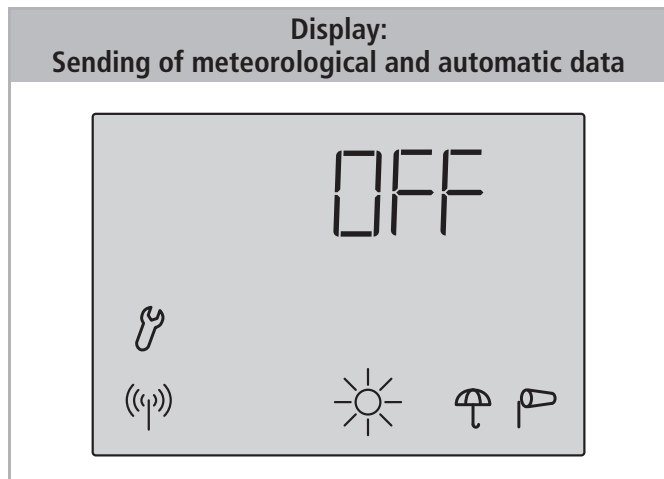 Display:
Sending of meteorological and automatic data
OFF